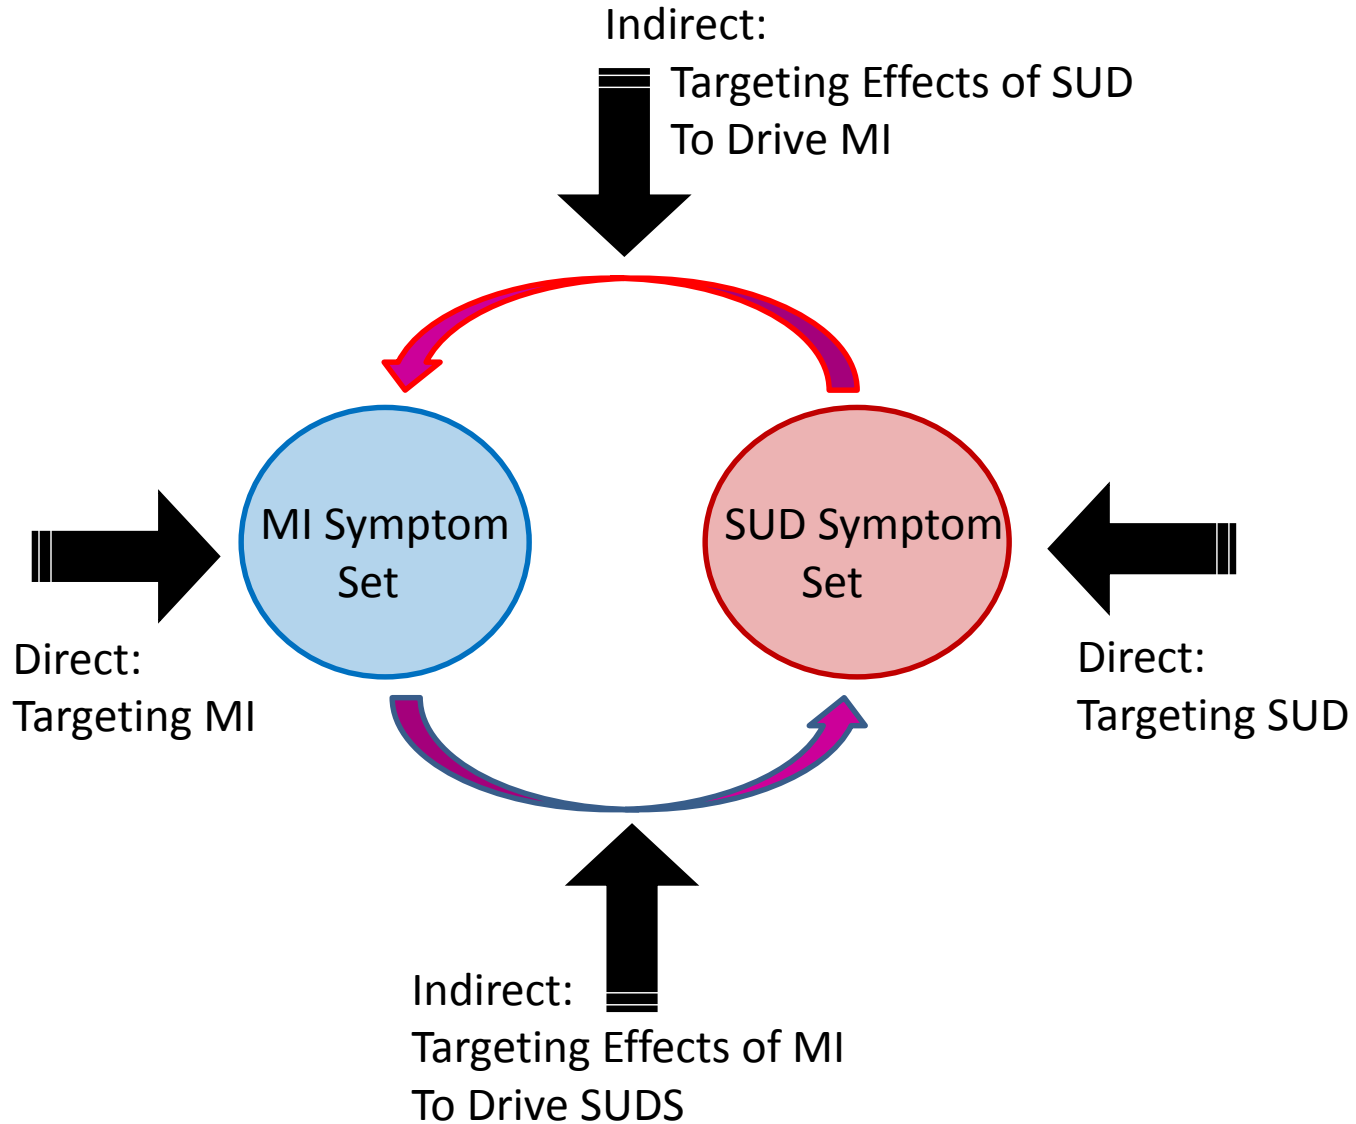 Indirect:
Targeting Effects of SUD
To Drive MI
MI Symptom
Set
SUD Symptom
Set
Direct:
Targeting MI
Direct:
Targeting SUD
Indirect:
Targeting Effects of MI
To Drive SUDS